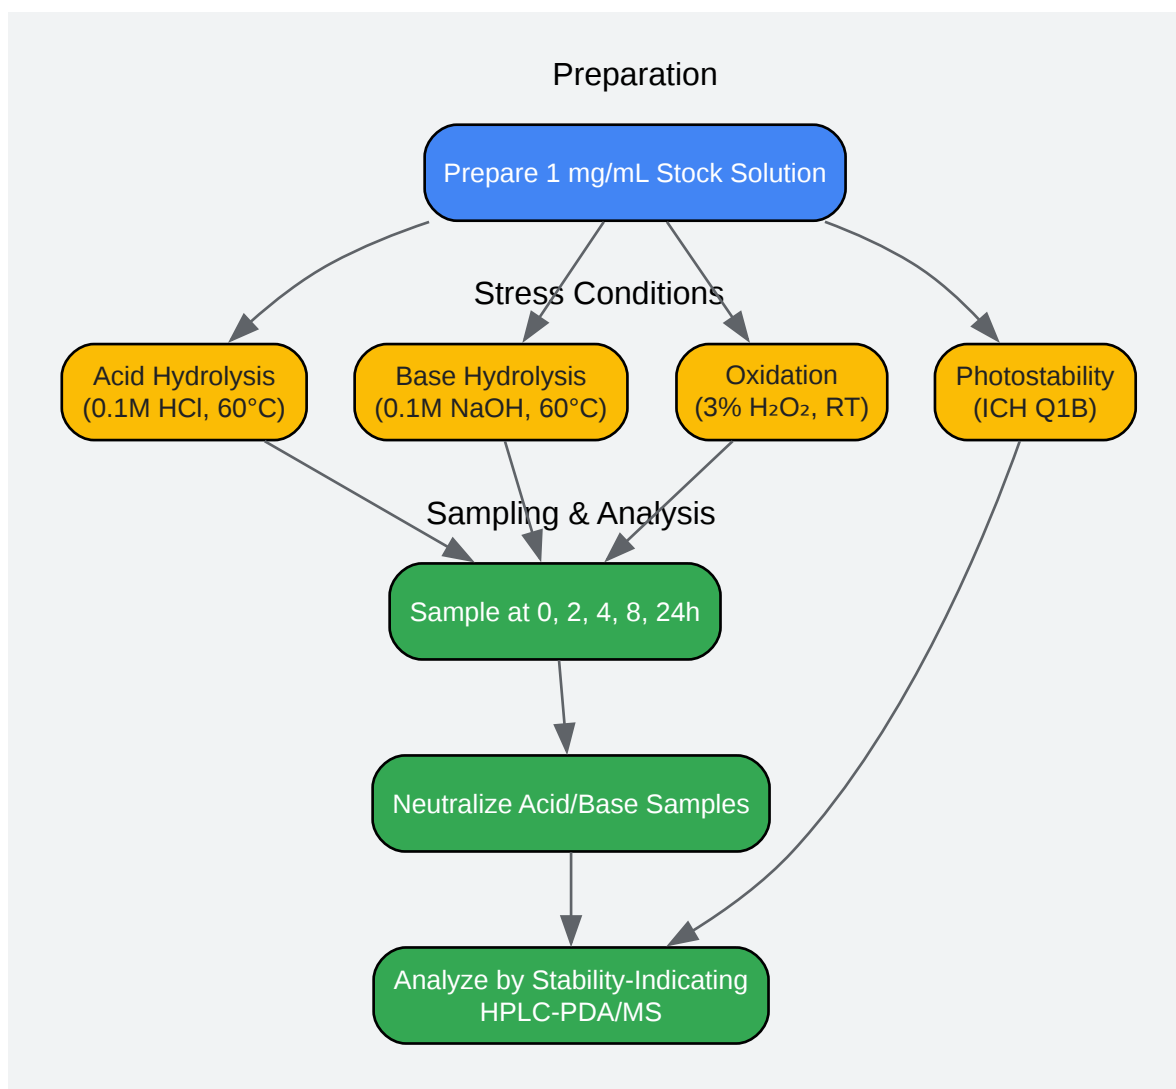 Preparation
Prepare 1 mg/mL Stock Solution
Stress Conditions
Acid Hydrolysis
(0.1M HCl, 60°C)
Base Hydrolysis
(0.1M NaOH, 60°C)
Oxidation
(3% H₂O₂, RT)
Photostability
(ICH Q1B)
Sampling & Analysis
Sample at 0, 2, 4, 8, 24h
Neutralize Acid/Base Samples
Analyze by Stability-Indicating
HPLC-PDA/MS